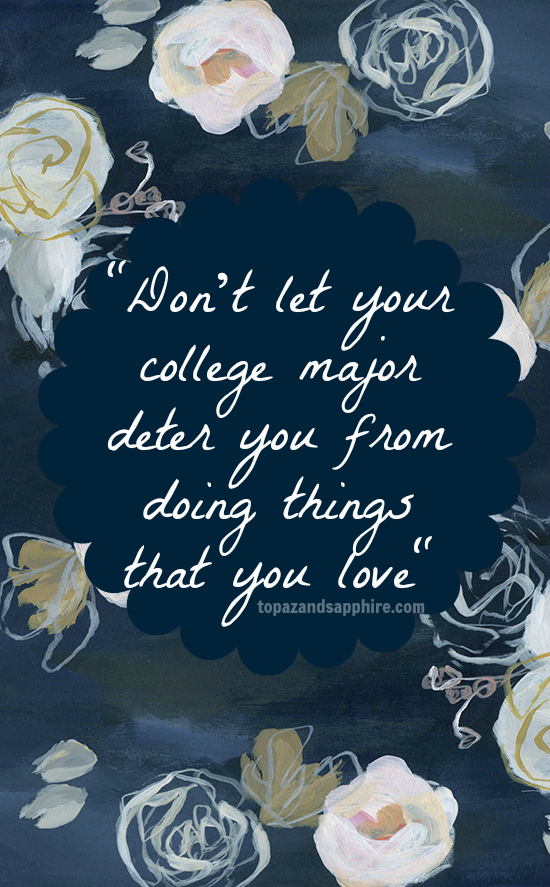 “Don’t let your
college major
deter you from
doing things
that you love"
topazandsapphire.com